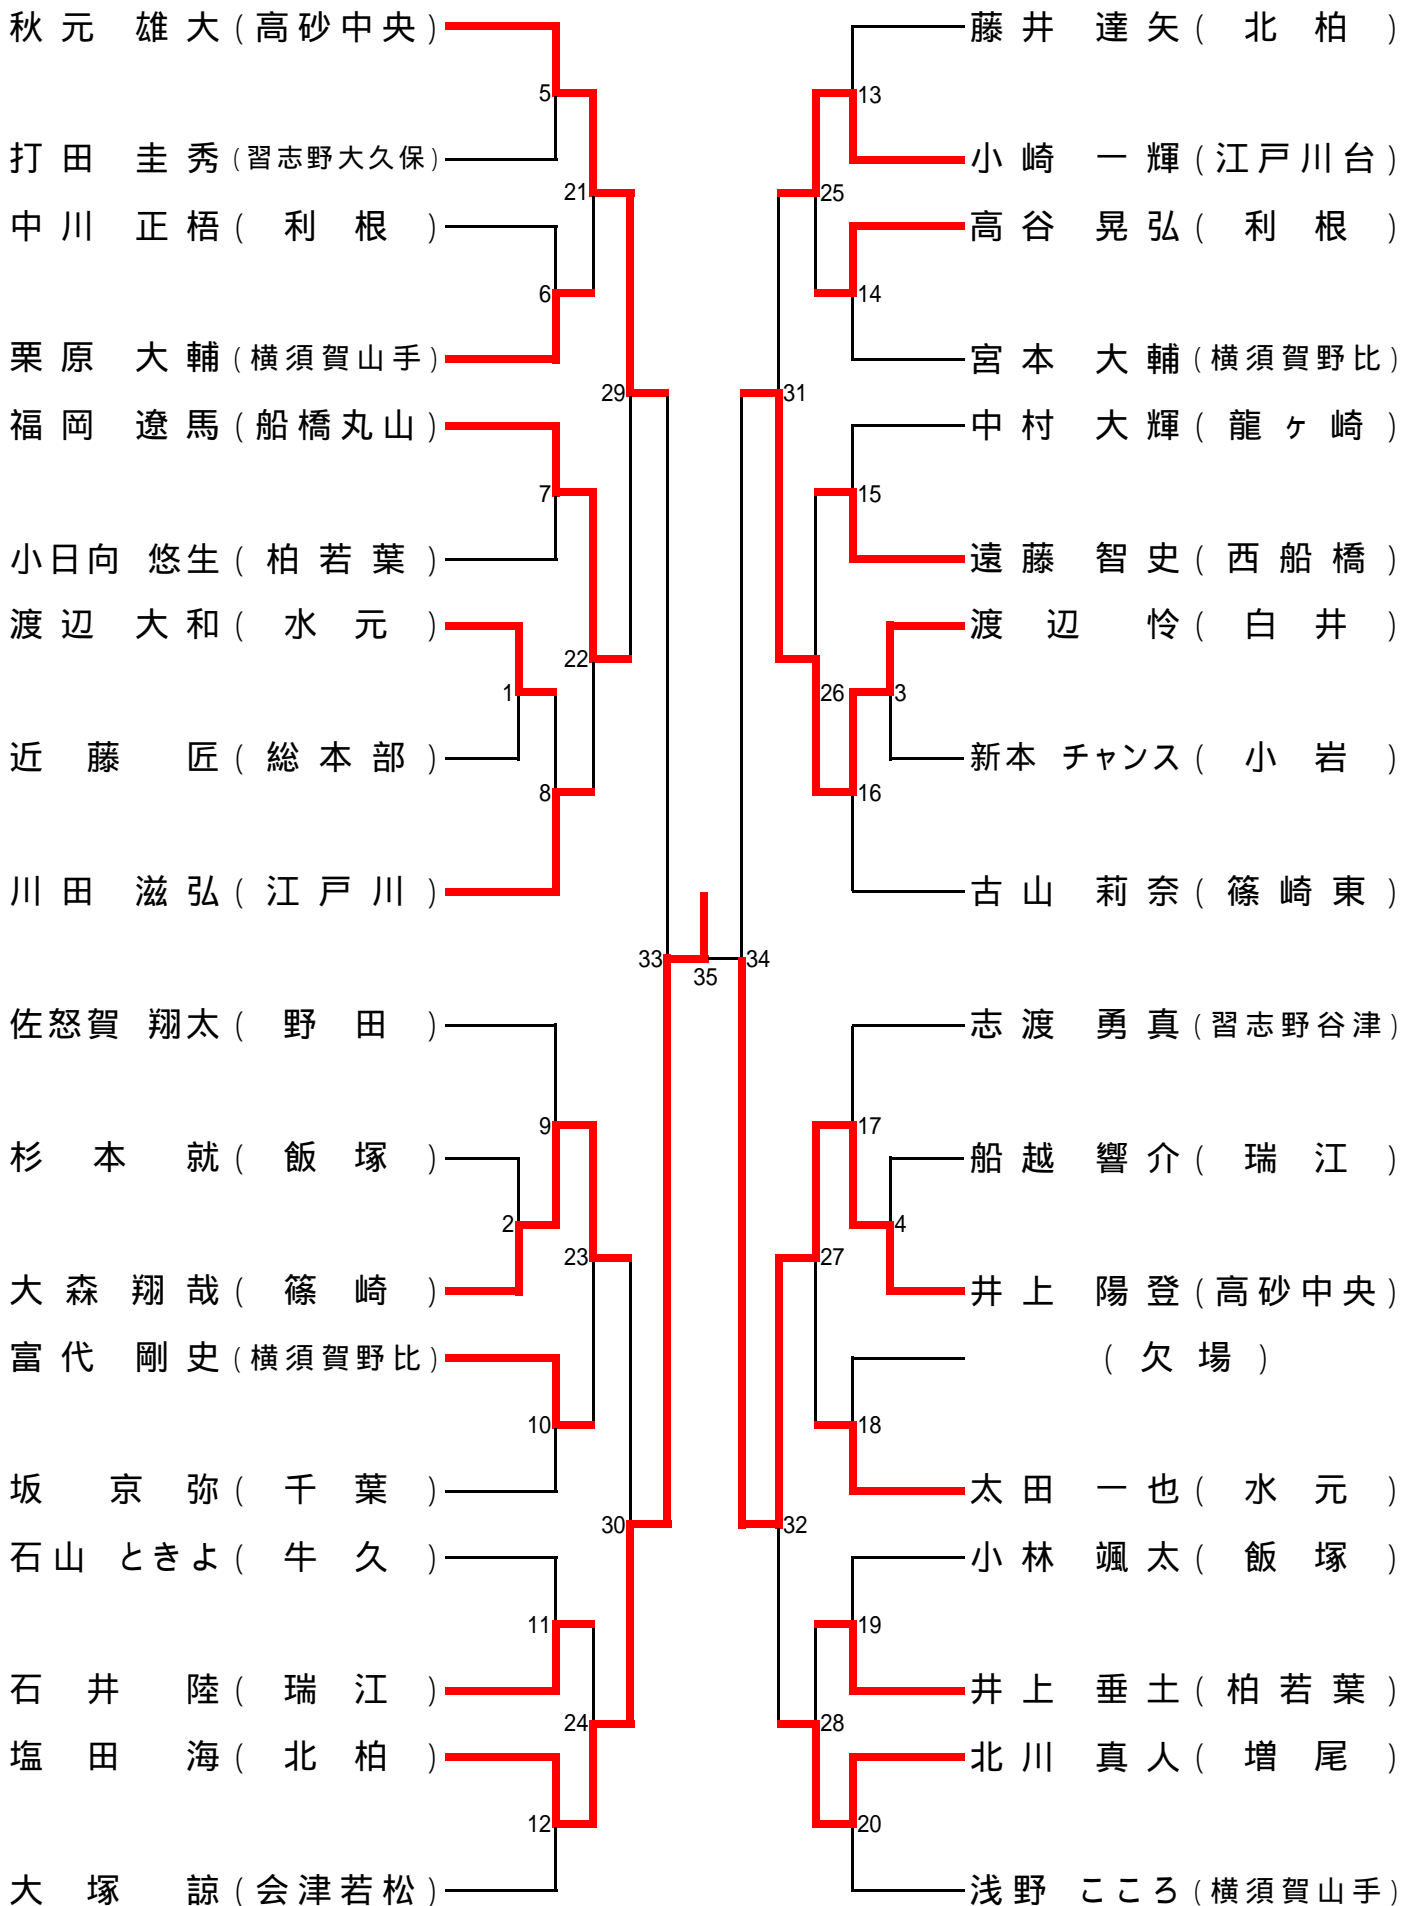 秋元 雄大(高砂中央)
5
打田 圭秀(習志野大久保)
21
中川 正梧(利根)
6
栗原 大輔(横須賀山手)
29
福岡 遼馬(船橋丸山)
7
小日向 悠生(柏若葉)
渡辺 大和(水元)
22
1
近藤 匠(総本部)
8
川田 滋弘(江戸川)
33
35
佐怒賀 翔太(野田)
9
杉本 就(飯塚)
2
23
大森 翔哉(篠崎)
富代 剛史(横須賀野比)
10
坂 京弥(千葉)
30
石山 ときよ(牛久)
11
石井 陸(瑞江)
24
塩田 海(北柏)
12
大塚 諒(会津若松)
藤井 達矢(北柏)
13
小崎 一輝(江戸川台)
25
高谷 晃弘(利根)
14
宮本 大輔(横須賀野比)
31
中村 大輝(龍ヶ崎)
15
遠藤 智史(西船橋)
渡辺 怜(白井)
26
3
新本 チャンス(小岩)
16
古山 莉奈(篠崎東)
34
志渡 勇真(習志野谷津)
17
船越 響介(瑞江)
4
27
井上 陽登(高砂中央)
(欠場)
18
太田 一也(水元)
32
小林 颯太(飯塚)
19
井上 垂土(柏若葉)
28
北川 真人(増尾)
20
浅野 こころ(横須賀山手)